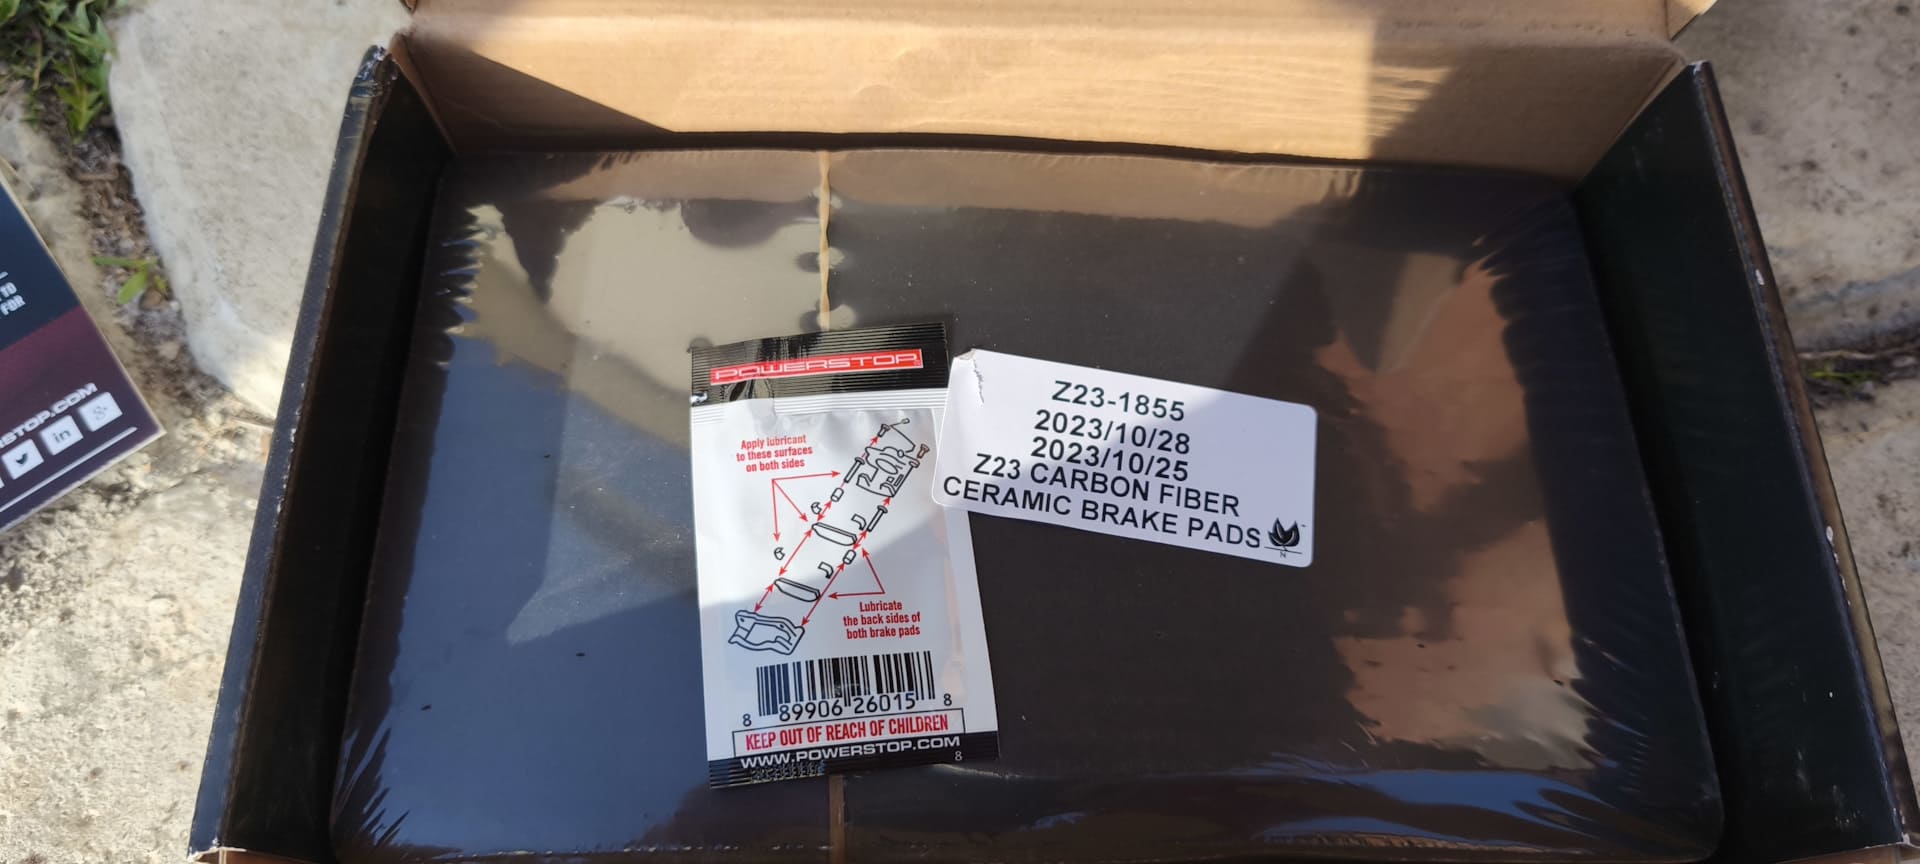 TO
FOR
STOP.COM
in
g+
POWERSTOP
Apply lubricant
to these surfaces
on both sides
Lubricate
the back sides of
both brake pads
8 89906 26015 8
KEEP OUT OF REACH OF CHILDREN
WWW.POWERSTOP.COM
8
Z23-1855
2023/10/28
2023/10/25
Z23 CARBON FIBER
CERAMIC BRAKE PADS
N